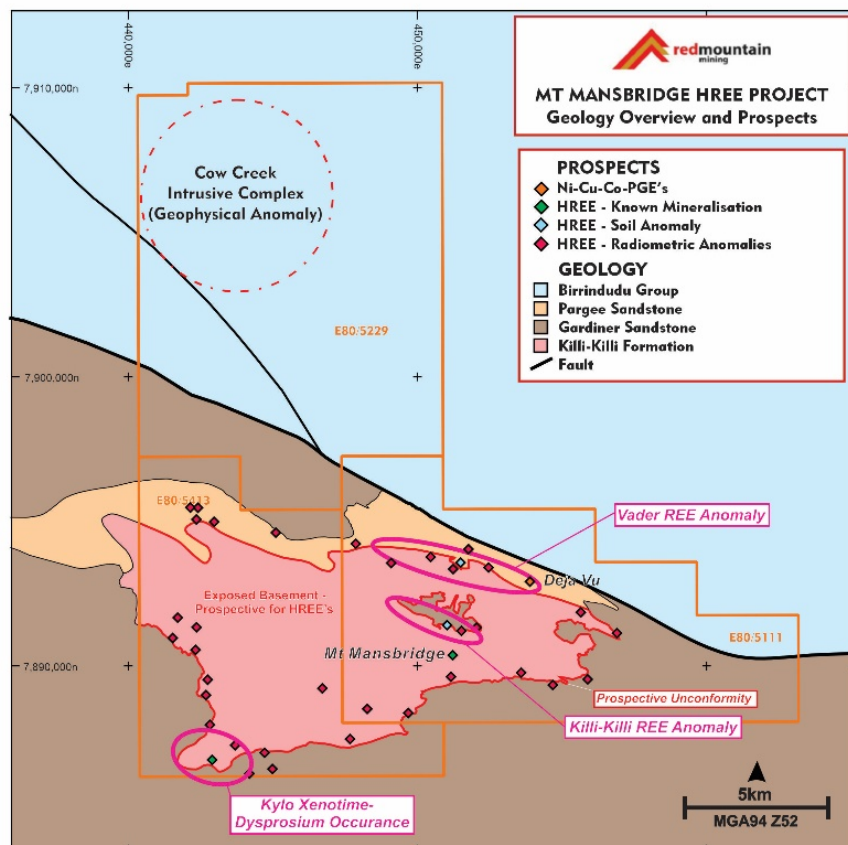 440,000e
450,000e
7,910,000n
7,900,000n
7,890,000n
redmountain
mining
MT MANSBRIDGE HREE PROJECT
Geology Overview and Prospects
PROSPECTS
Ni-Cu-Co-PGE's
HREE - Known Mineralisation
HREE - Soil Anomaly
HREE - Radiometric Anomalies
GEOLOGY
Birrindudu Group
Pargee Sandstone
Gardiner Sandstone
Killi-Killi Formation
Fault
Cow Creek
Intrusive Complex
(Geophysical Anomaly)
E80/5229
E80/5413
Vader REE Anomaly
Deja Vu
Exposed Basement -
Prospective for HREE's
Mt Mansbridge
E80/5111
Prospective Unconformity
Killi-Killi REE Anomaly
Kylo Xenotime-
Dysprosium Occurance
5km
MGA94 Z52